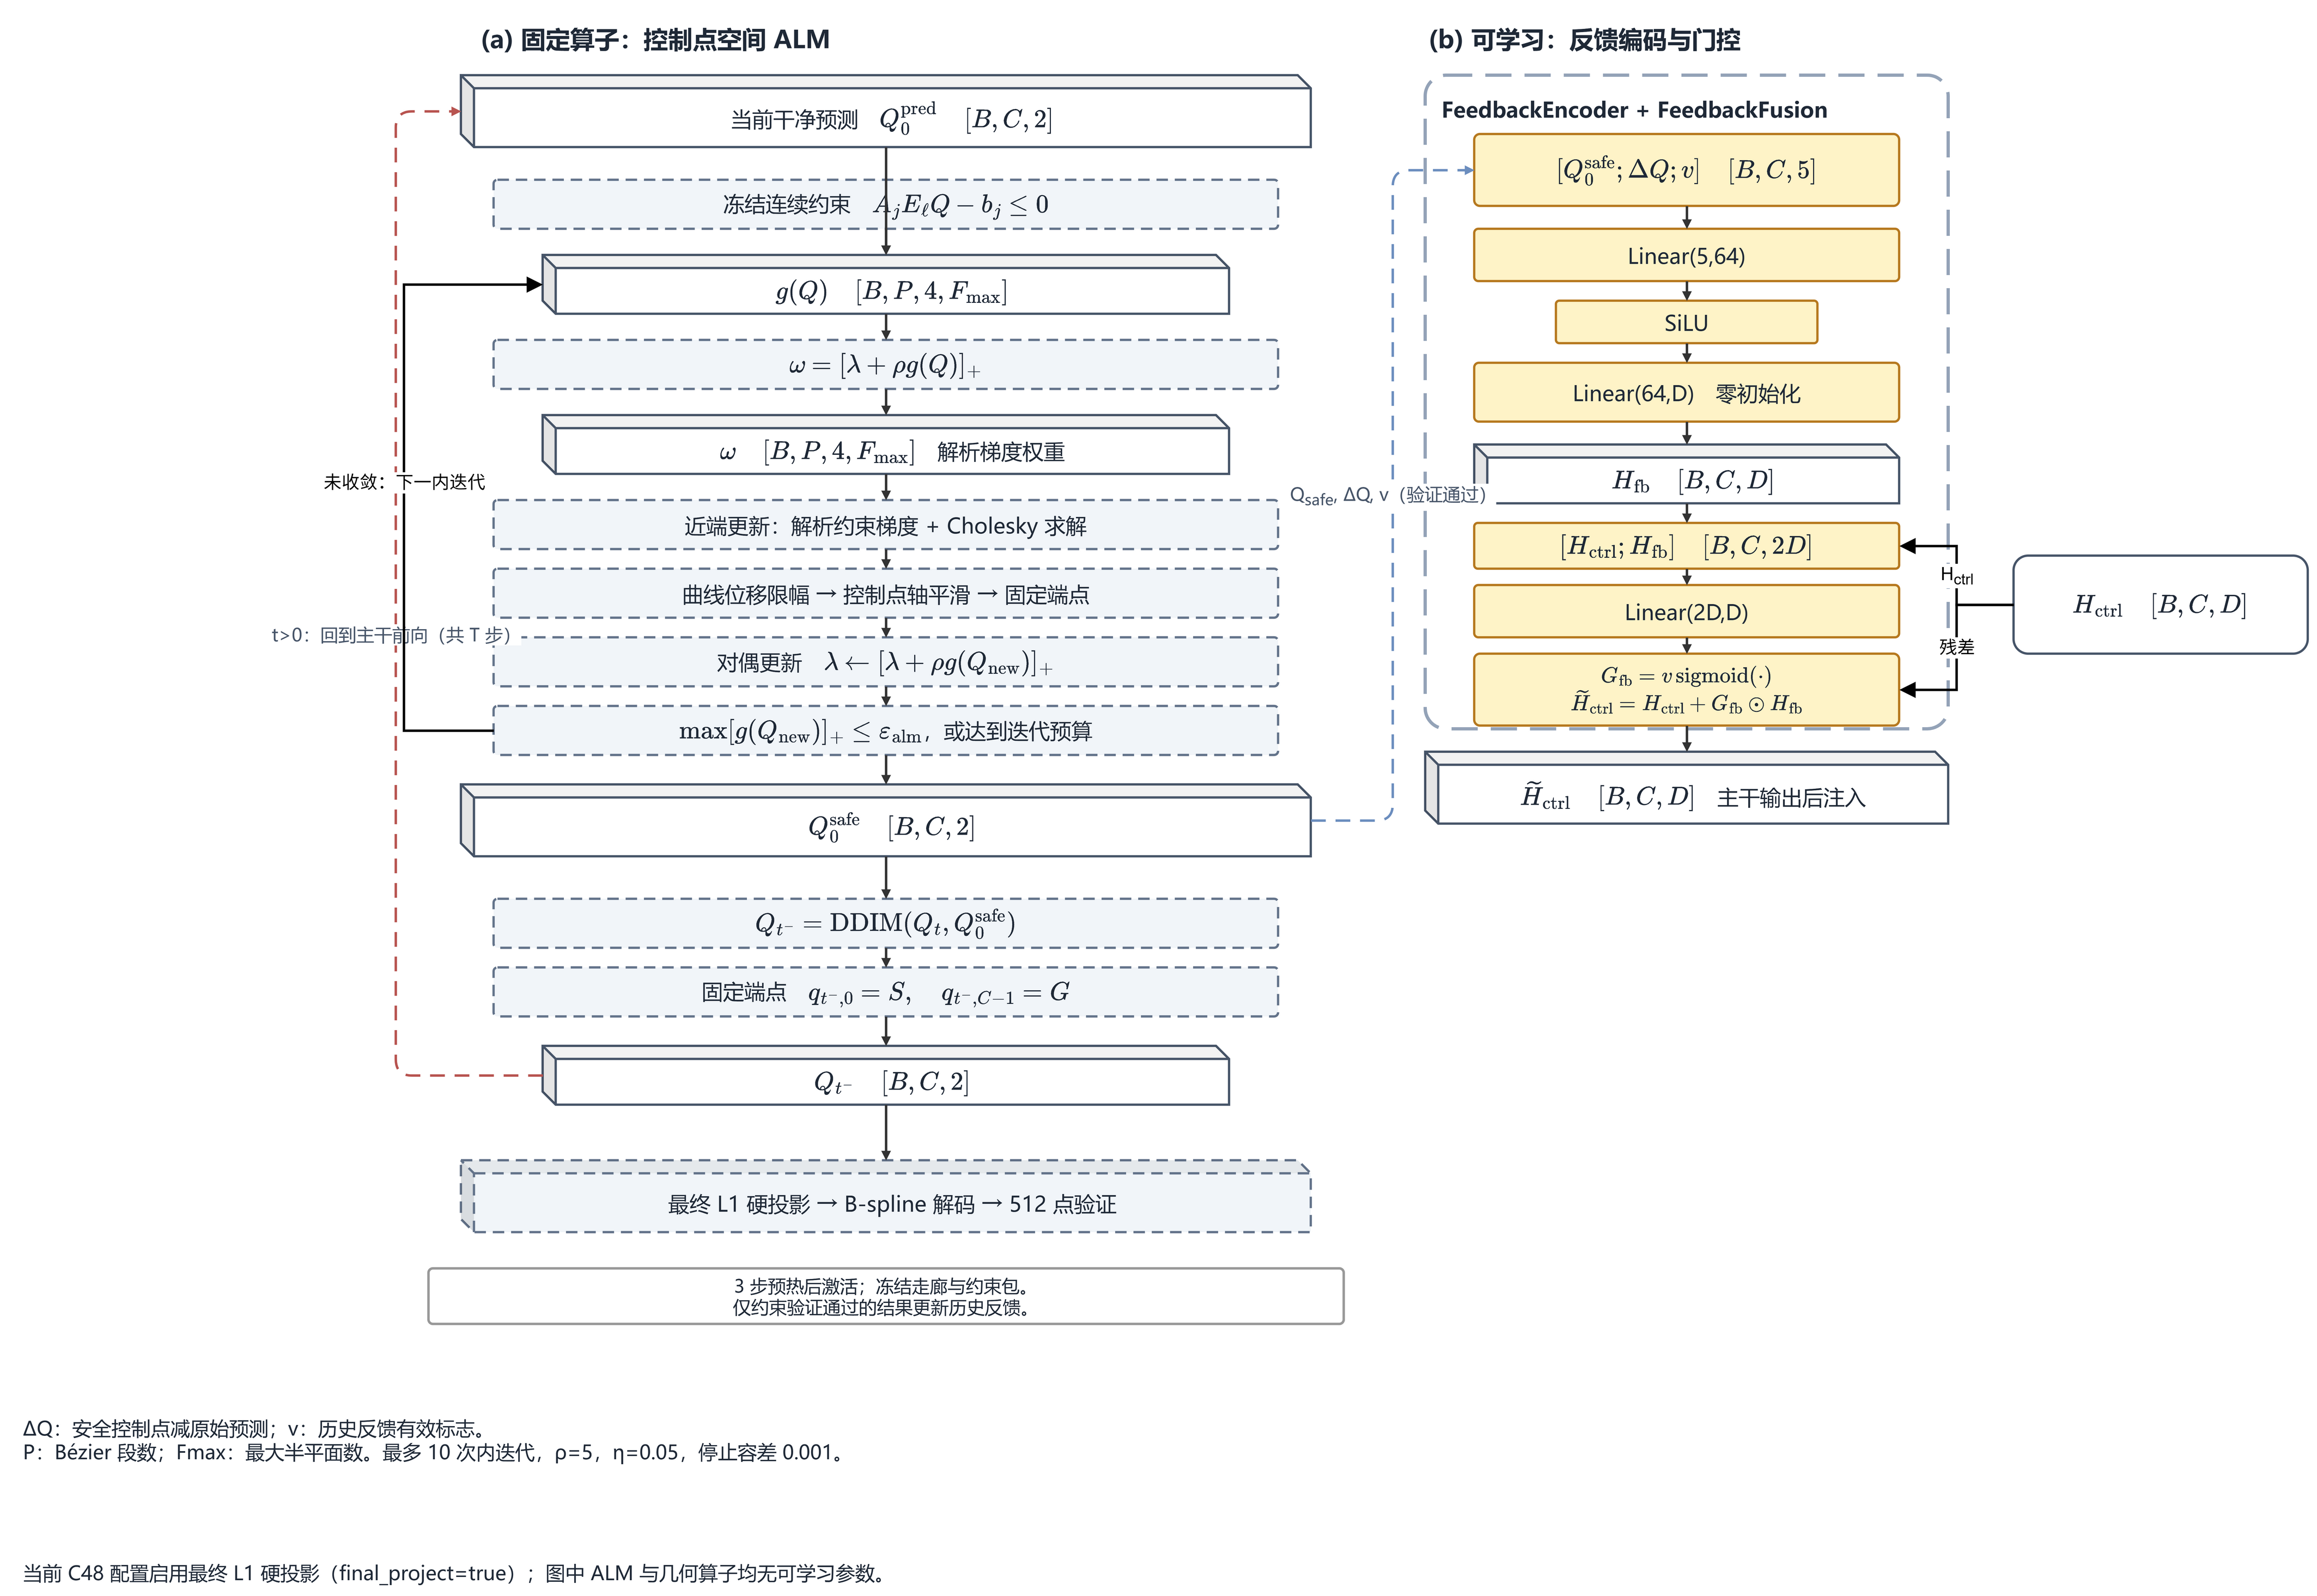 (a) 固定算子：控制点空间 ALM
当前干净预测 Q_0^pred [B, C, 2]
冻结连续约束 A_j E_ℓ Q − b_j ≤ 0
g(Q) [B, P, 4, F_max]
ω = [λ + ρg(Q)]_+
ω [B, P, 4, F_max] 解析梯度权重
未收敛：下一内迭代
近端更新：解析约束梯度 + Cholesky 求解
曲线位移限幅 → 控制点轴平滑 → 固定端点
t>0：回到主干前向（共 T 步）
对偶更新 λ ← [λ + ρg(Q_new)]_+
max[g(Q_new)]_+ ≤ ε_alm，或达到迭代预算
Q_0^safe [B, C, 2]
Q_{t^−} = DDIM(Q_t, Q_0^safe)
固定端点 q_{t^−,0} = S, q_{t^−,C−1} = G
Q_{t^−} [B, C, 2]
最终 L1 硬投影 → B-spline 解码 → 512 点验证
3 步预热后激活；冻结走廊与约束包。
仅约束验证通过的结果更新历史反馈。
(b) 可学习：反馈编码与门控
FeedbackEncoder + FeedbackFusion
[Q_0^safe; ΔQ; v] [B, C, 5]
Linear(5,64)
SiLU
Linear(64,D) 零初始化
H_fb [B, C, D]
Q_safe, ΔQ, v（验证通过）
[H_ctrl; H_fb] [B, C, 2D]
H_ctrl
H_ctrl [B, C, D]
Linear(2D,D)
残差
G_fb = v sigmoid(·)
H̃_ctrl = H_ctrl + G_fb ⊙ H_fb
H̃_ctrl [B, C, D] 主干输出后注入
ΔQ：安全控制点减原始预测；v：历史反馈有效标志。
P：Bézier 段数；Fmax：最大半平面数。最多 10 次内迭代，ρ=5，η=0.05，停止容差 0.001。
当前 C48 配置启用最终 L1 硬投影（final_project=true）；图中 ALM 与几何算子均无可学习参数。